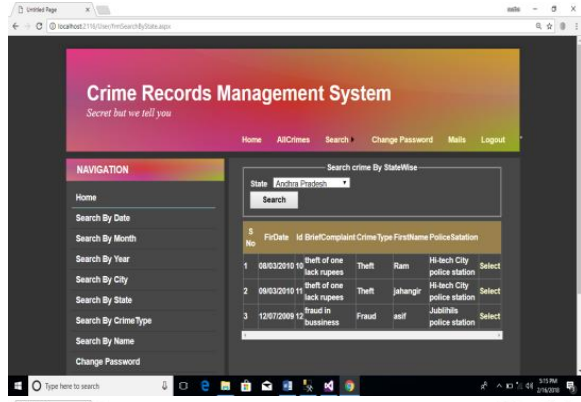 Untitled Page
localhost:2118/User/frmSearchByState.aspx
Crime Records Management System
Secret but we tell you
Home AllCrimes Search Change Password Mails Logout
NAVIGATION
Home
Search By Date
Search By Month
Search By Year
Search By City
Search By State
Search By CrimeType
Search By Name
Change Password
Search crime By StateWise
State Andhra Pradesh
Search
S No FirDate Id BriefComplaint CrimeType FirstName PoliceSatation
1 08/03/2010 10 theft of one lack rupees Theft Ram Hi-tech City police station Select
2 09/03/2010 11 theft of one lack rupees Theft jahangir Hi-tech City police station Select
3 12/07/2009 12 fraud in bussiness Fraud asif Jublihils police station Select
Type here to search
5:15 PM
2/16/2018